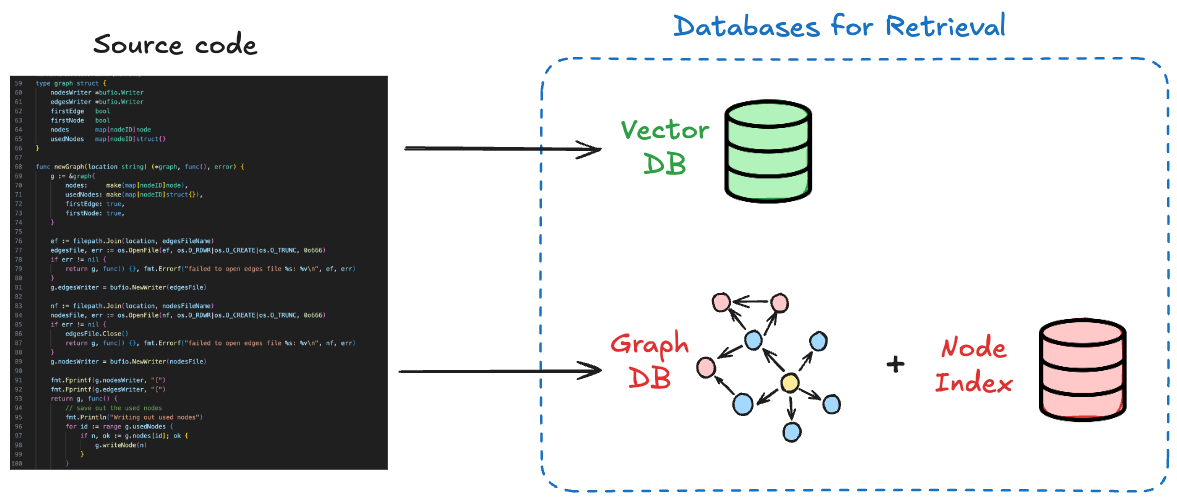 Source code
Databases for Retrieval
59 type graph struct {
60 nodesWriter *bufio.Writer
61 edgesWriter *bufio.Writer
62 firstEdge bool
63 firstNode bool
64 nodes map[nodeID]node
65 usedNodes map[nodeID]struct{}
66 }
67
68 func newGraph(location string) (*graph, func(), error) {
69 g := &graph{
70 nodes: make(map[nodeID]node),
71 usedNodes: make(map[nodeID]struct{}),
72 firstEdge: true,
73 firstNode: true,
74 }
75
76 ef := filepath.Join(location, edgesFileName)
77 edgesFile, err := os.OpenFile(ef, os.O_RDWR|os.O_CREATE|os.O_TRUNC, 0o666)
78 if err != nil {
79 return g, func() {}, fmt.Errorf("failed to open edges file %s: %v\n", ef, err)
80 }
81 g.edgesWriter = bufio.NewWriter(edgesFile)
82
83 nf := filepath.Join(location, nodesFileName)
84 nodesFile, err := os.OpenFile(nf, os.O_RDWR|os.O_CREATE|os.O_TRUNC, 0o666)
85 if err != nil {
86 edgesFile.Close()
87 return g, func() {}, fmt.Errorf("failed to open edges file %s: %v\n", nf, err)
88 }
89 g.nodesWriter = bufio.NewWriter(nodesFile)
90
91 fmt.Fprintf(g.nodesWriter, "[")
92 fmt.Fprintf(g.edgesWriter, "[")
93 return g, func() {
94 // save out the used nodes
95 fmt.Println("Writing out used nodes")
96 for id := range g.usedNodes {
97 if n, ok := g.nodes[id]; ok {
98 g.writeNode(n)
99 }
100 }
Vector
DB
Graph
DB
+
Node
Index